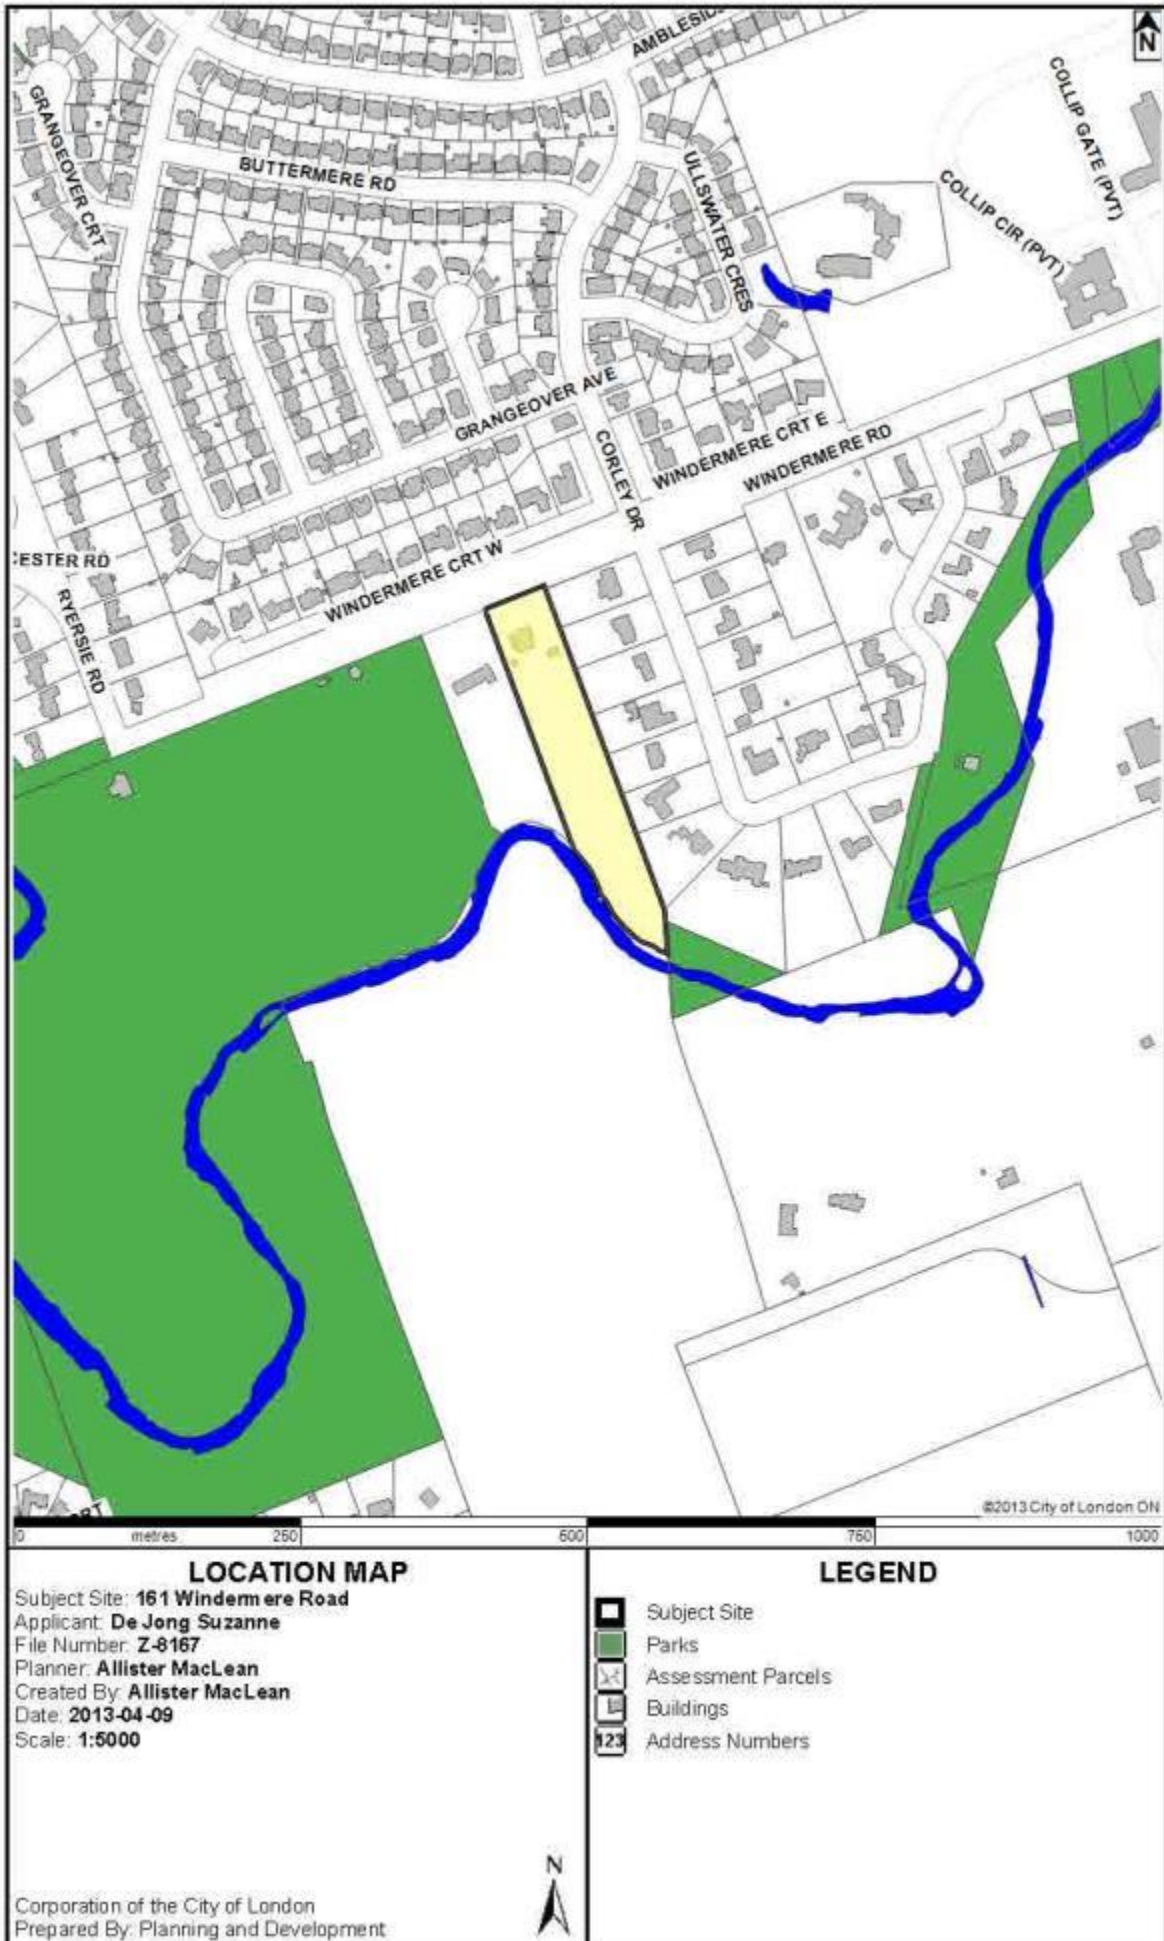 AMBLESID
N
COLLIP GATE (PVT)
GRANGEOVER CRT
BUTTERMERE RD
ULLSWATER CRES
COLLIP CIR (PVT)
GRANGEOVER AVE
CORLEY DR
WINDERMERE CRT E
WINDERMERE RD
CESTER RD
WINDERMERE CRT W
RYERSIE RD
RT
©2013 City of London ON
0 metres 250 500 750 1000
LOCATION MAP
Subject Site: 161 Windermere Road
Applicant: De Jong Suzanne
File Number: Z-8167
Planner: Allister MacLean
Created By: Allister MacLean
Date: 2013-04-09
Scale: 1:5000
Corporation of the City of London
Prepared By: Planning and Development
N
LEGEND
Subject Site
Parks
Assessment Parcels
Buildings
123 Address Numbers